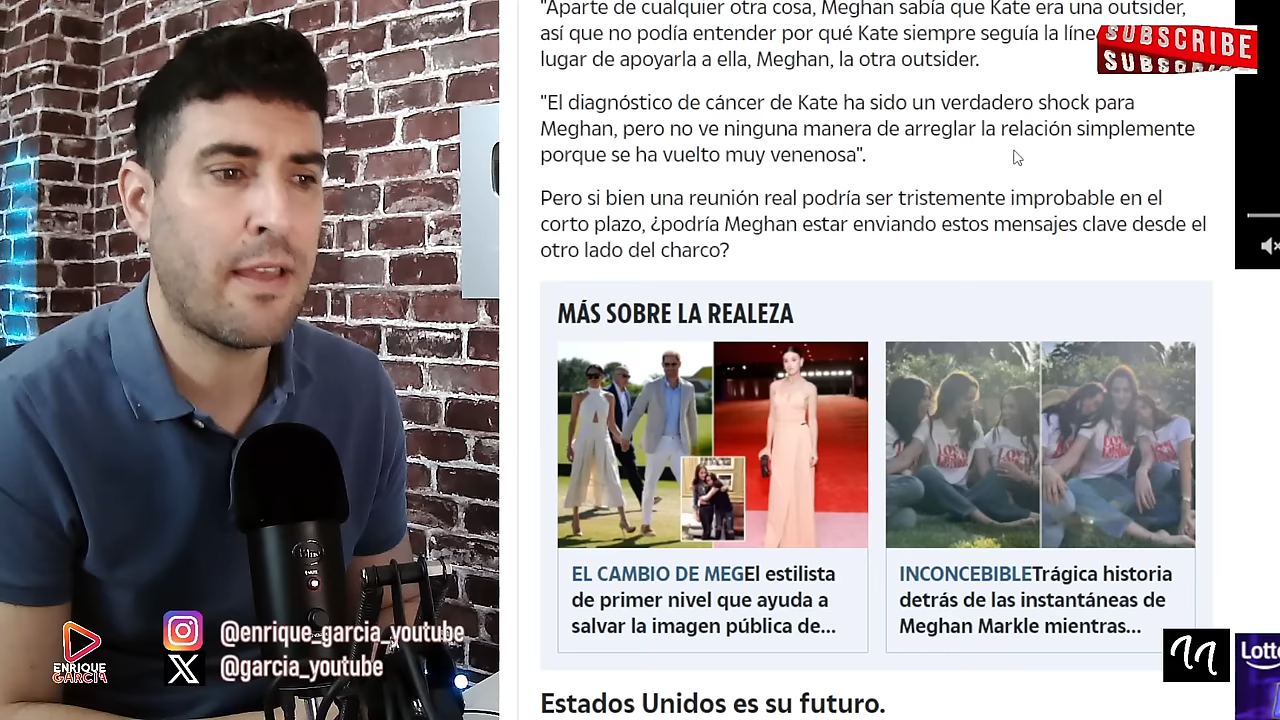 "Aparte de cualquier otra cosa, Meghan sabía que Kate era una outsider,
así que no podía entender por qué Kate siempre seguía la líne
lugar de apoyarla a ella, Meghan, la otra outsider.
SUBSCRIBE
SUBSCRIBE
"El diagnóstico de cáncer de Kate ha sido un verdadero shock para
Meghan, pero no ve ninguna manera de arreglar la relación simplemente
porque se ha vuelto muy venenosa".
Pero si bien una reunión real podría ser tristemente improbable en el
corto plazo, ¿podría Meghan estar enviando estos mensajes clave desde el
otro lado del charco?
MÁS SOBRE LA REALEZA
EL CAMBIO DE MEGEl estilista
de primer nivel que ayuda a
salvar la imagen pública de...
INCONCEBIBLETrágica historia
detrás de las instantáneas de
Meghan Markle mientras...
Estados Unidos es su futuro.
Lotto
@enrique_garcia_youtube
@garcia_youtube
ENRIQUE
GARCIA